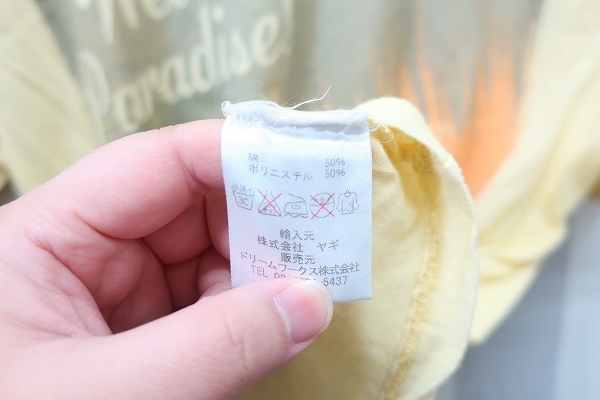 Paradise!
綿 50%
ポリエステル 50%
輸入元
株式会社 ヤギ
販売元
ドリームワークス株式会社
TEL 5437